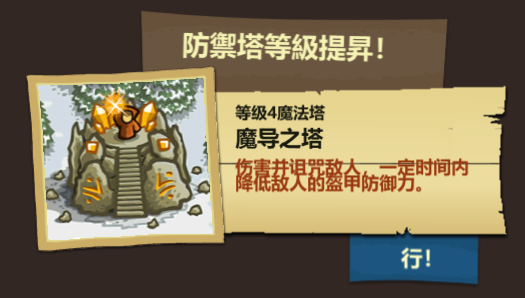 防禦塔等級提昇！
等级4魔法塔
魔导之塔
伤害并诅咒敌人，一定时间内
降低敌人的盔甲防御力。
行！